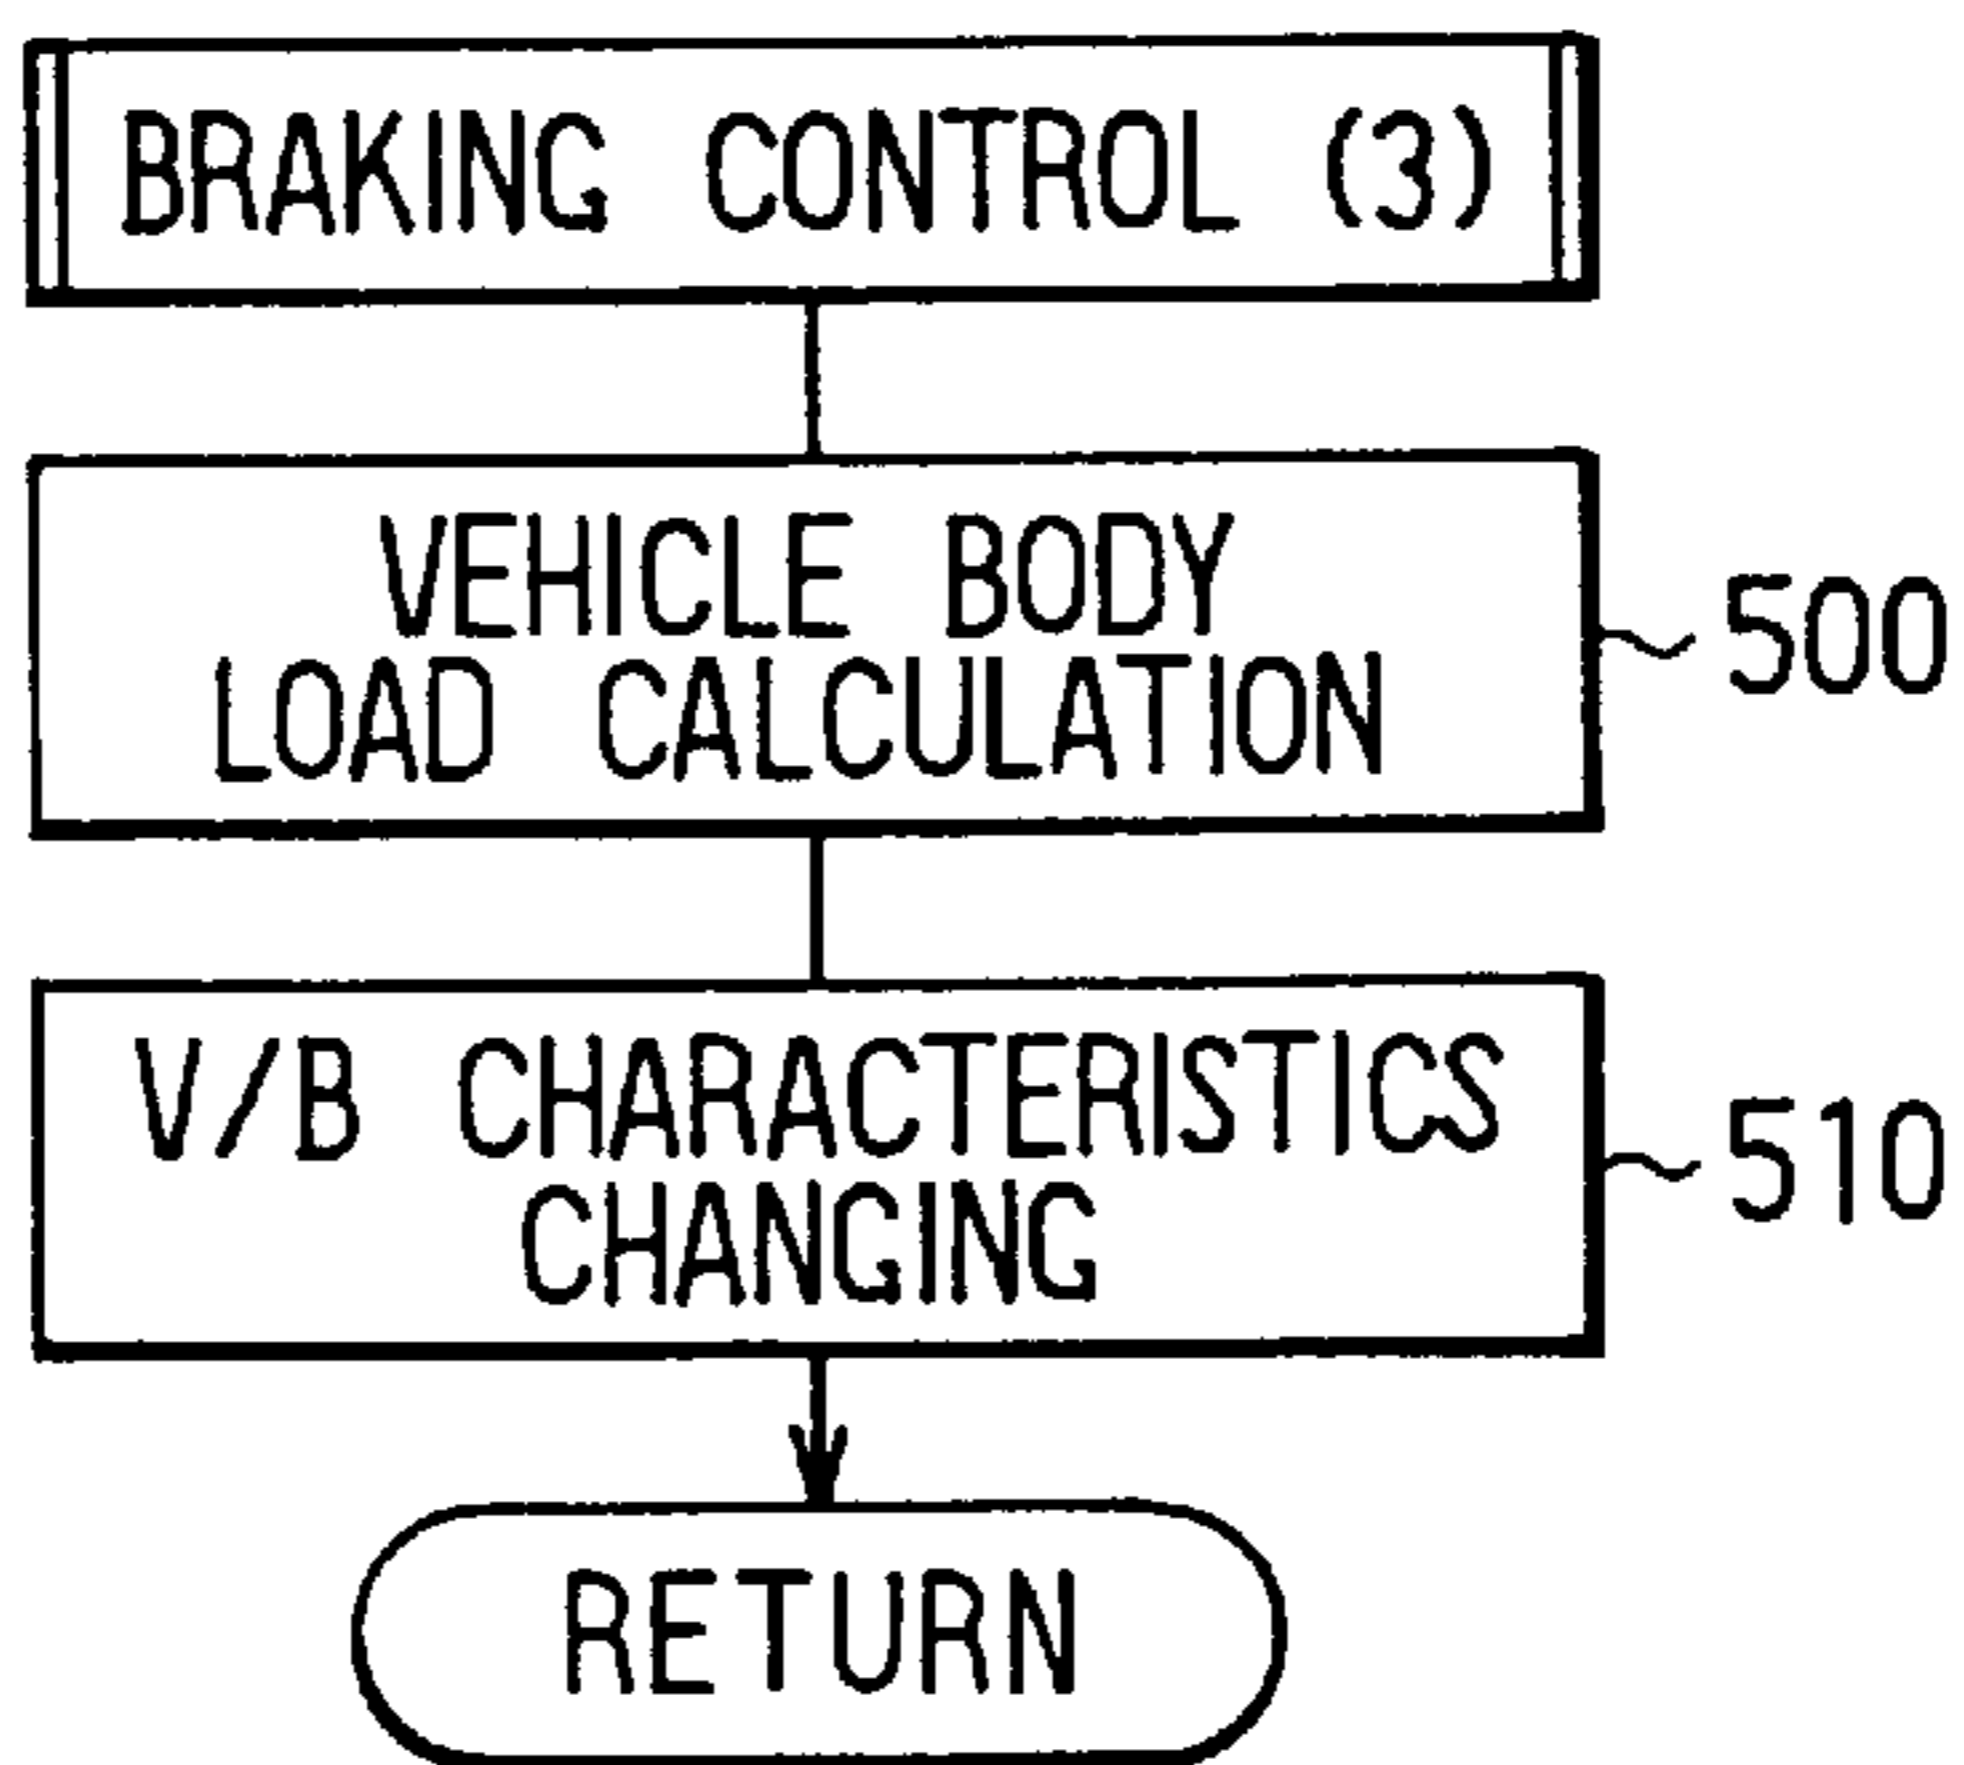 BRAKING CONTROL (3)
VEHICLE BODY
LOAD CALCULATION
500
V/B CHARACTERISTICS
CHANGING
510
RETURN